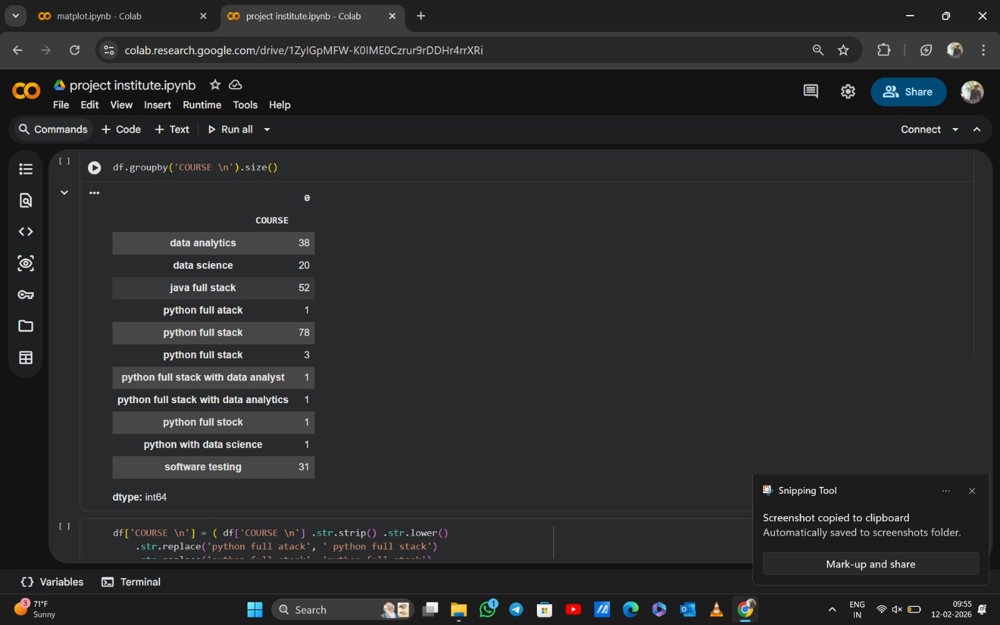 matplot.ipynb - Colab
project institute.ipynb - Colab
colab.research.google.com/drive/1ZyIGpMFW-K0IME0Czrur9rDDHr4rrXRi
project institute.ipynb
File Edit View Insert Runtime Tools Help
Share
Commands + Code + Text Run all
Connect
[ ]
df.groupby('COURSE \n').size()
0
COURSE
data analytics 38
data science 20
java full stack 52
python full atack 1
python full stack 78
python full stack 3
python full stack with data analyst 1
python full stack with data analytics 1
python full stock 1
python with data science 1
software testing 31
dtype: int64
[ ]
df['COURSE \n'] = ( df['COURSE \n'] .str.strip() .str.lower()
.str.replace('python full atack', ' python full stack')
Snipping Tool
Screenshot copied to clipboard
Automatically saved to screenshots folder.
Mark-up and share
{} Variables Terminal
3
71°F
Sunny
Search
1
ENG
IN
09:55
12-02-2026